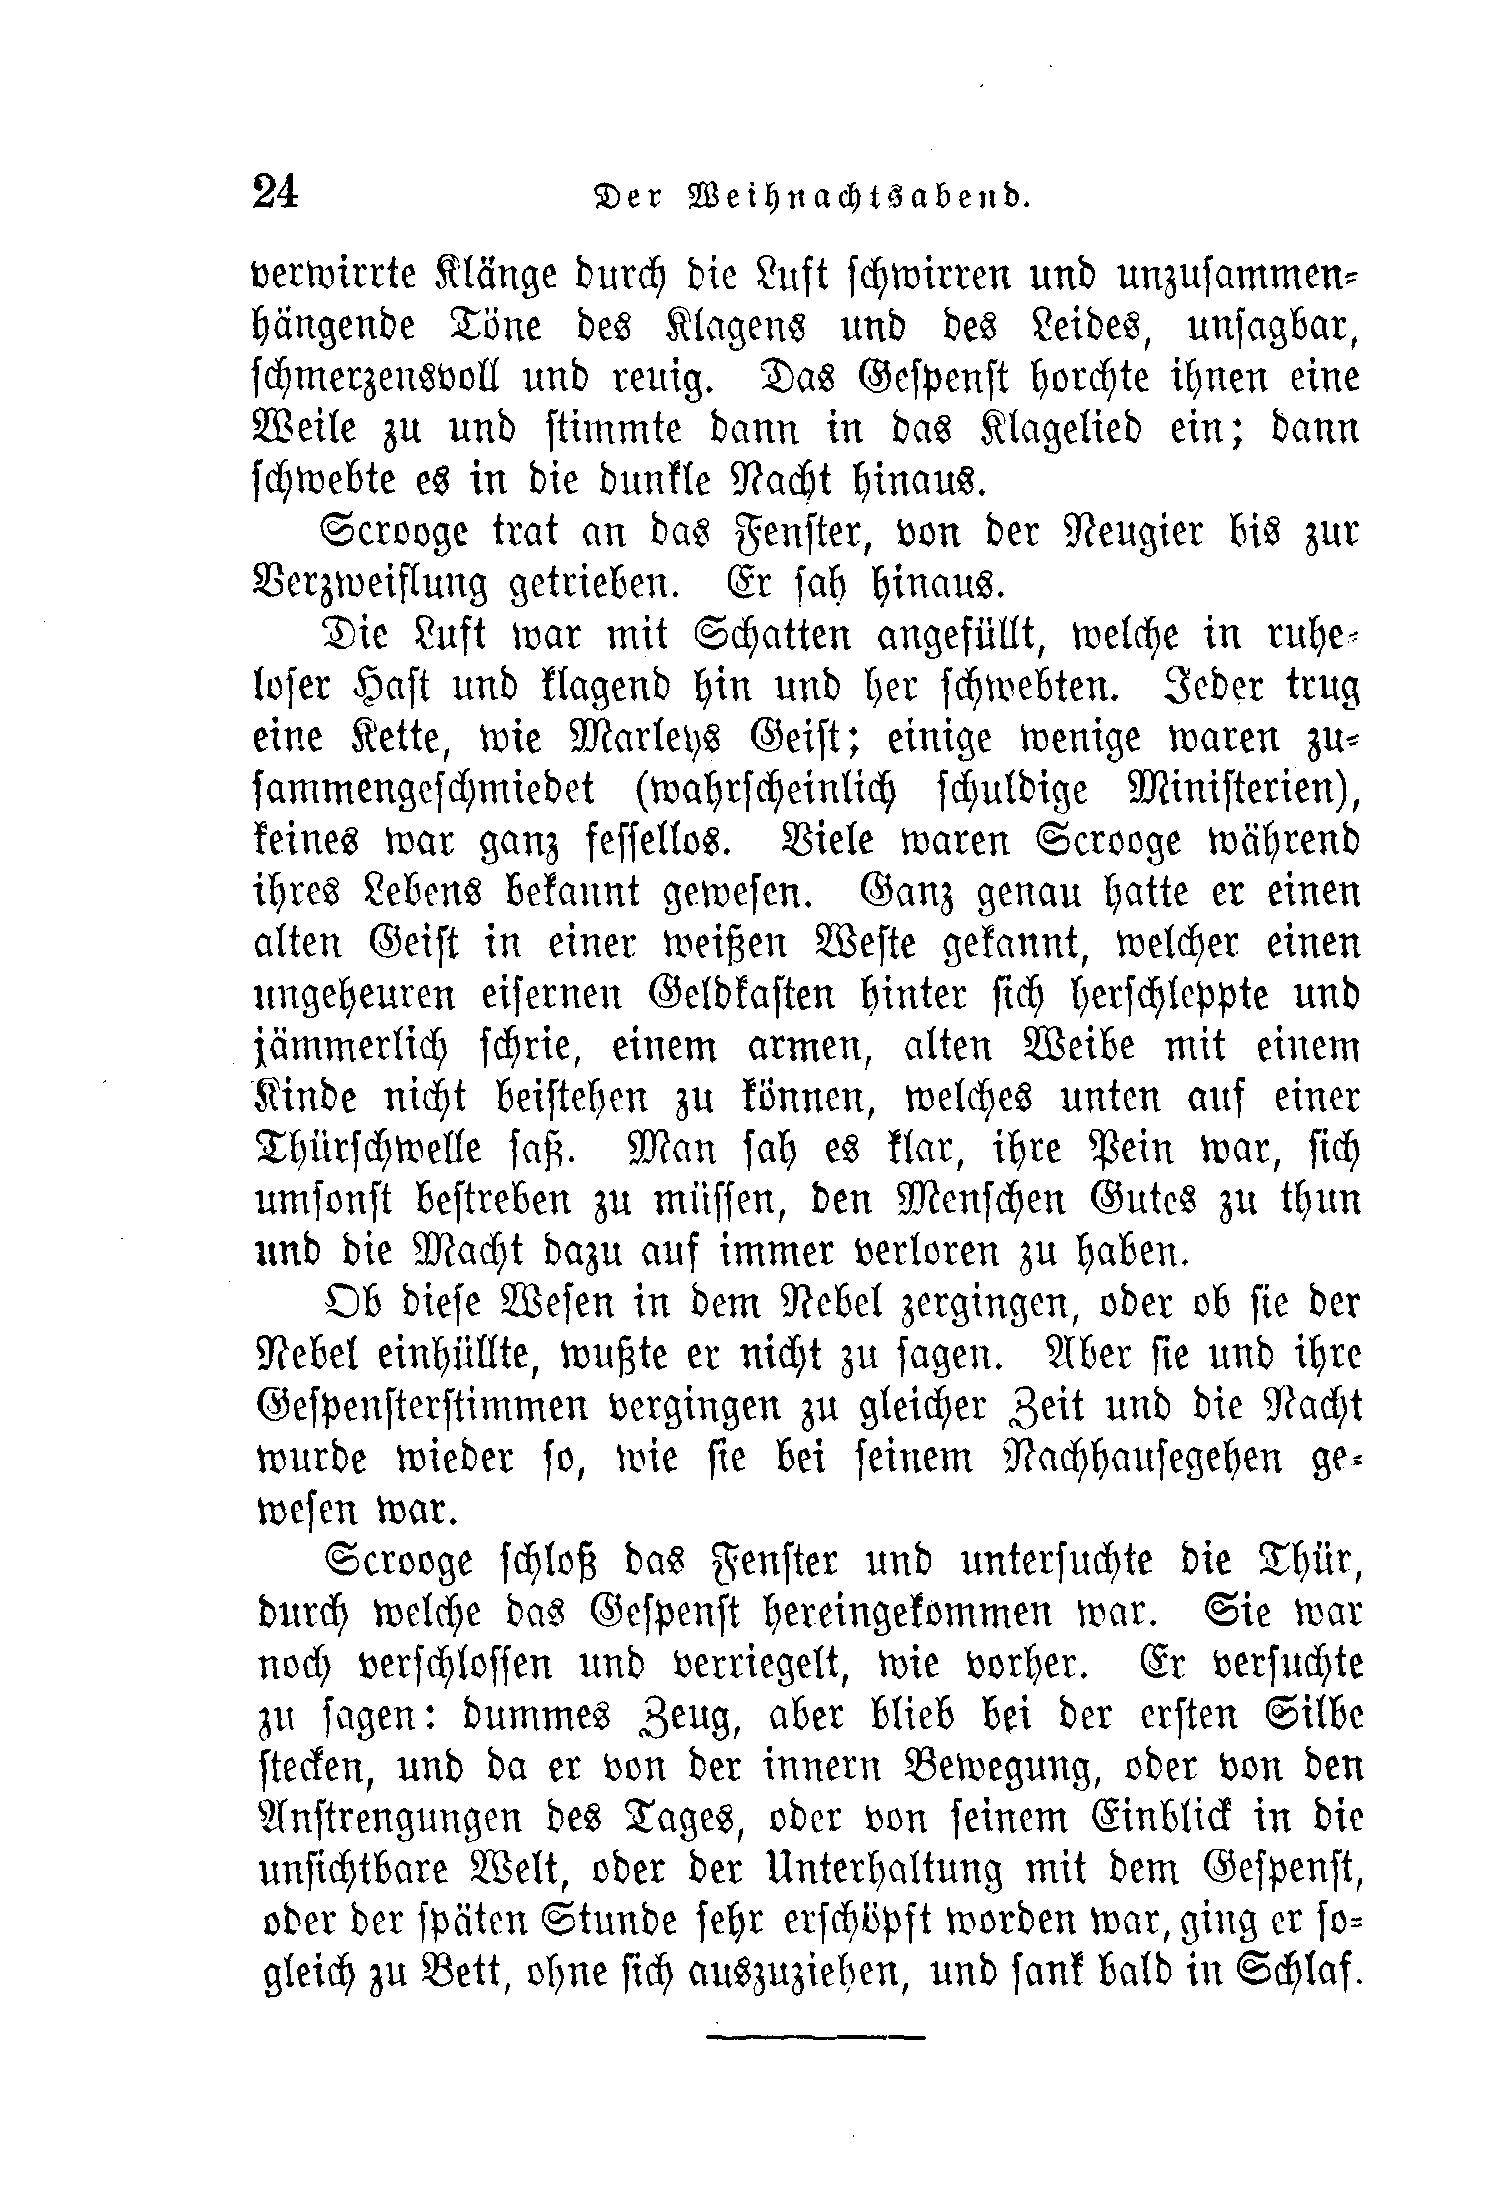 24 Der Weihnachtsabend.
verwirrte Klänge durch die Luft schwirren und unzusammen-
hängende Töne des Klagens und des Leides, unsagbar,
schmerzensvoll und reuig. Das Gespenst horchte ihnen eine
Weile zu und stimmte dann in das Klagelied ein; dann
schwebte es in die dunkle Nacht hinaus.
Scrooge trat an das Fenster, von der Neugier bis zur
Verzweiflung getrieben. Er sah hinaus.
Die Luft war mit Schatten angefüllt, welche in ruhe-
loser Hast und klagend hin und her schwebten. Jeder trug
eine Kette, wie Marleys Geist; einige wenige waren zu-
sammengeschmiedet (wahrscheinlich schuldige Ministerien),
keines war ganz fessellos. Viele waren Scrooge während
ihres Lebens bekannt gewesen. Ganz genau hatte er einen
alten Geist in einer weißen Weste gekannt, welcher einen
ungeheuren eisernen Geldkasten hinter sich herschleppte und
jämmerlich schrie, einem armen, alten Weibe mit einem
Kinde nicht beistehen zu können, welches unten auf einer
Thürschwelle saß. Man sah es klar, ihre Pein war, sich
umsonst bestreben zu müssen, den Menschen Gutes zu thun
und die Macht dazu auf immer verloren zu haben.
Ob diese Wesen in dem Nebel zergingen, oder ob sie der
Nebel einhüllte, wußte er nicht zu sagen. Aber sie und ihre
Gespensterstimmen vergingen zu gleicher Zeit und die Nacht
wurde wieder so, wie sie bei seinem Nachhausegehen ge-
wesen war.
Scrooge schloß das Fenster und untersuchte die Thür,
durch welche das Gespenst hereingekommen war. Sie war
noch verschlossen und verriegelt, wie vorher. Er versuchte
zu sagen: dummes Zeug, aber blieb bei der ersten Silbe
stecken, und da er von der innern Bewegung, oder von den
Anstrengungen des Tages, oder von seinem Einblick in die
unsichtbare Welt, oder der Unterhaltung mit dem Gespenst,
oder der späten Stunde sehr erschöpft worden war, ging er so-
gleich zu Bett, ohne sich auszuziehen, und sank bald in Schlaf.